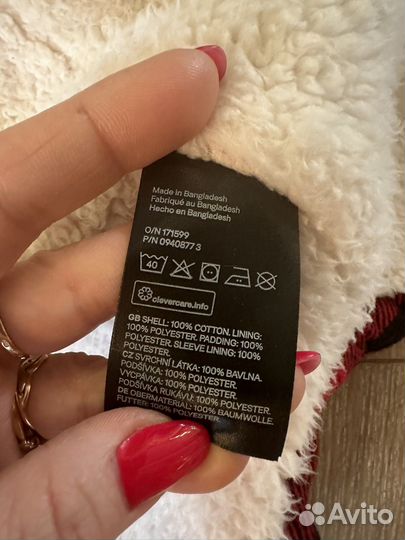 Made in Bangladesh
Fabriqué au Bangladesh
Hecho en Bangladesh
O/N 171599
P/N 0940877 3
40
clevercare.info
GB SHELL: 100% COTTON. LINING:
100% POLYESTER. PADDING: 100%
POLYESTER. SLEEVE LINING: 100%
POLYESTER.
CZ SVRCHNÍ LÁTKA: 100% BAVLNA.
PODŠÍVKA: 100% POLYESTER.
VYCPÁVKA: 100% POLYESTER.
PODŠÍVKA RUKÁVU: 100%
POLYESTER.
DE OBERMATERIAL: 100% BAUMWOLLE.
FUTTER: 100% POLYESTER.
Avito